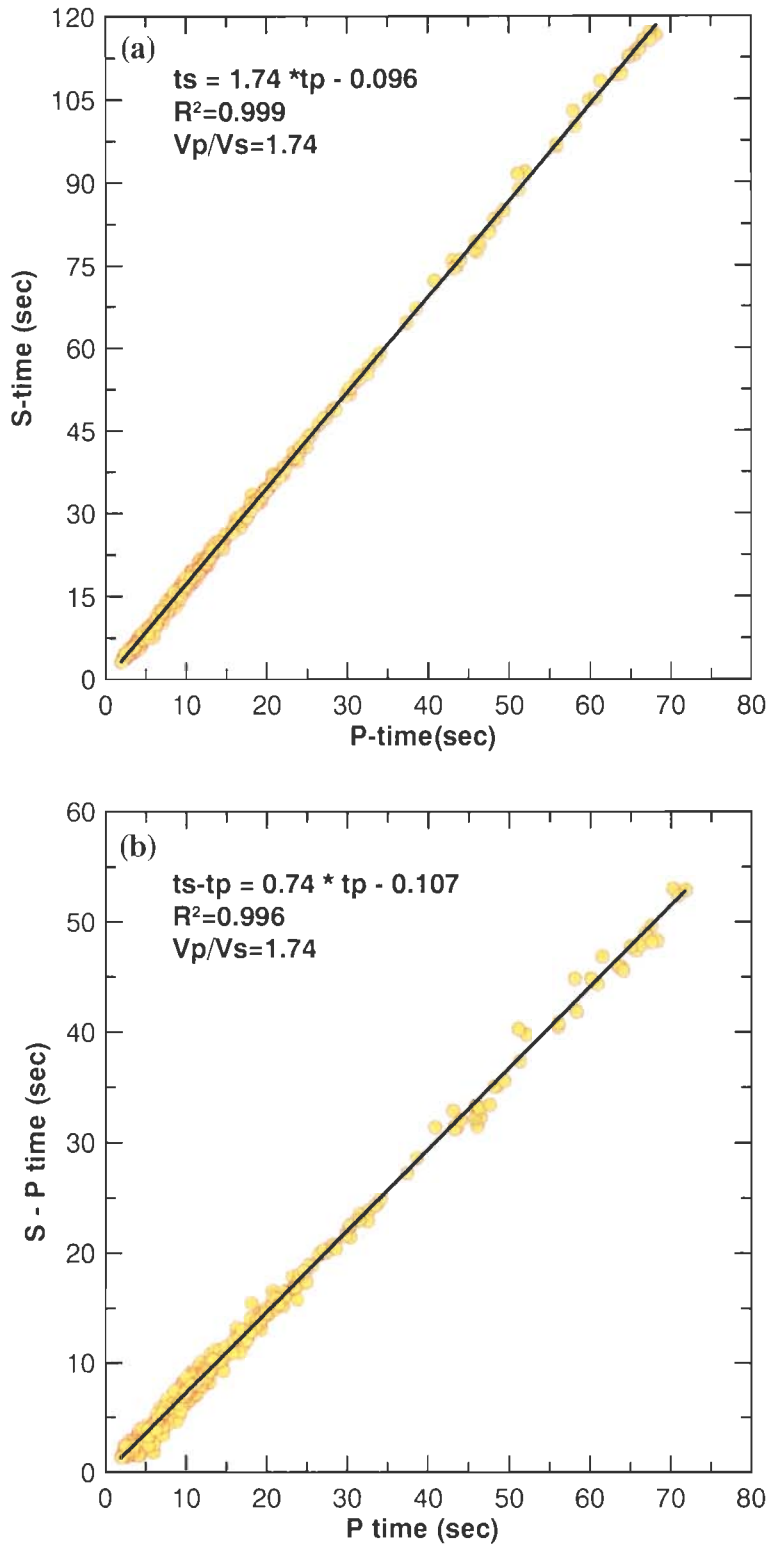 (a)
ts = 1.74 *tp - 0.096
R²=0.999
Vp/Vs=1.74
120
105
90
75
60
45
30
15
0
S-time (sec)
0 10 20 30 40 50 60 70 80
P-time(sec)
(b)
ts-tp = 0.74 * tp - 0.107
R²=0.996
Vp/Vs=1.74
60
50
40
30
20
10
0
S - P time (sec)
0 10 20 30 40 50 60 70 80
P time (sec)